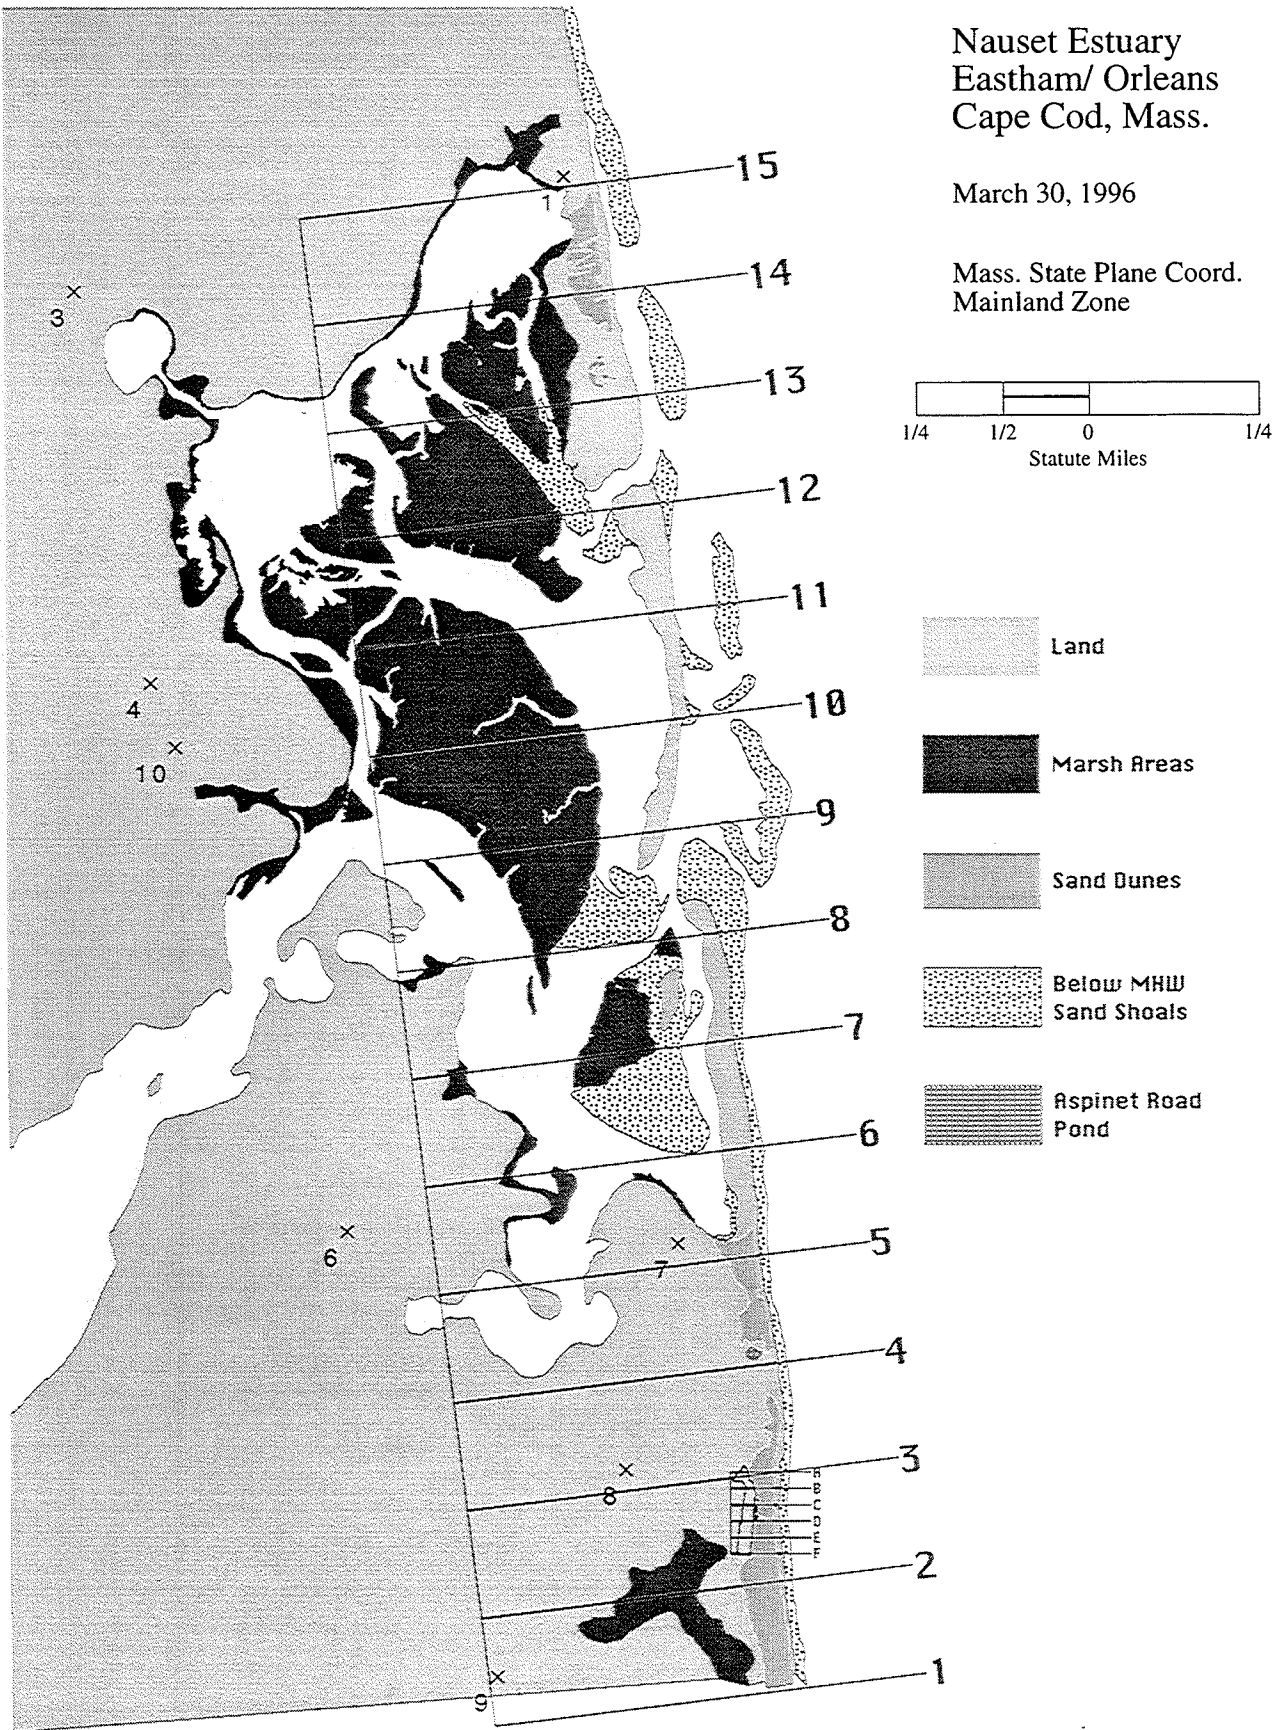 Nauset Estuary
Eastham/ Orleans
Cape Cod, Mass.
March 30, 1996
Mass. State Plane Coord.
Mainland Zone
1/4 1/2 0 1/4
Statute Miles
Land
Marsh Areas
Sand Dunes
Below MHW
Sand Shoals
Aspinet Road
Pond
15
1
14
3
13
12
11
4
10
10
9
8
7
6
5
6
7
4
3
8
A
B
C
D
E
F
2
1
9